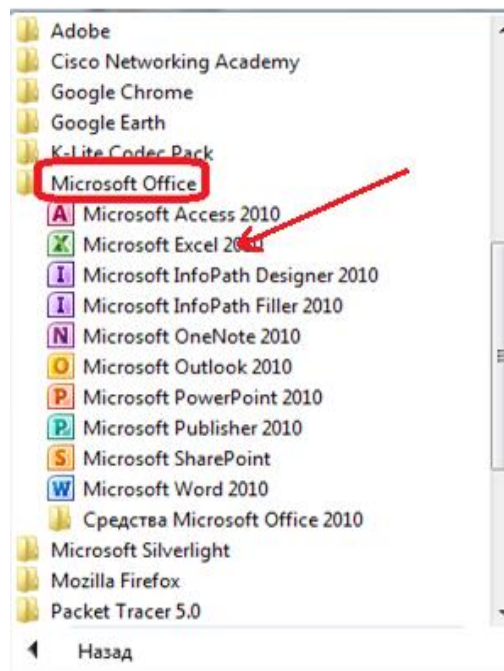 Adobe
Cisco Networking Academy
Google Chrome
Google Earth
K-Lite Codec Pack
Microsoft Office
Microsoft Access 2010
Microsoft Excel 2010
Microsoft InfoPath Designer 2010
Microsoft InfoPath Filler 2010
Microsoft OneNote 2010
Microsoft Outlook 2010
Microsoft PowerPoint 2010
Microsoft Publisher 2010
Microsoft SharePoint
Microsoft Word 2010
Средства Microsoft Office 2010
Microsoft Silverlight
Mozilla Firefox
Packet Tracer 5.0
Назад